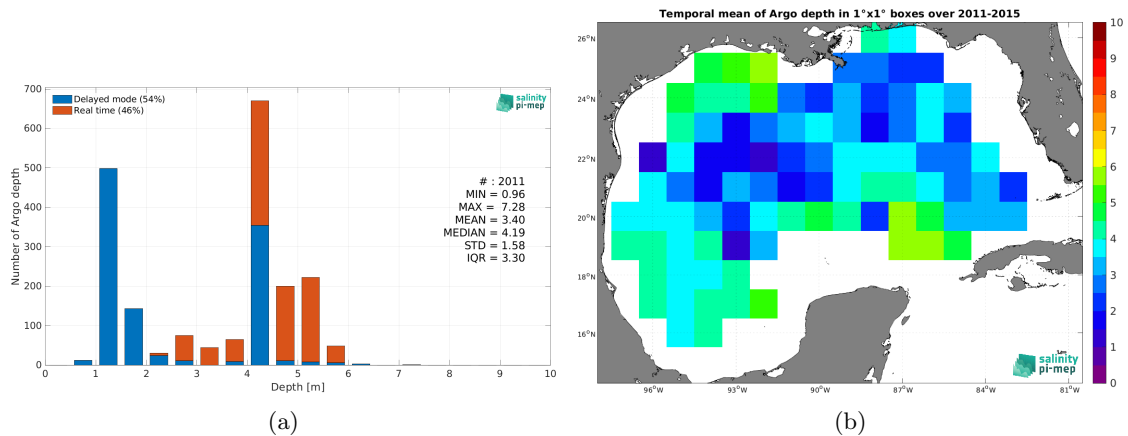 Temporal mean of Argo depth in 1°x1° boxes over 2011-2015
Delayed mode (54%)
Real time (46%)
salinity
pi-mep
# : 2011
MIN = 0.96
MAX = 7.28
MEAN = 3.40
MEDIAN = 4.19
STD = 1.58
IQR = 3.30
Number of Argo depth
700
600
500
400
300
200
100
0
0 1 2 3 4 5 6 7 8 9 10
Depth [m]
(a)
26°N
24°N
22°N
20°N
18°N
16°N
96°W 93°W 90°W 87°W 84°W 81°W
salinity
pi-mep
10
9
8
7
6
5
4
3
2
1
0
(b)